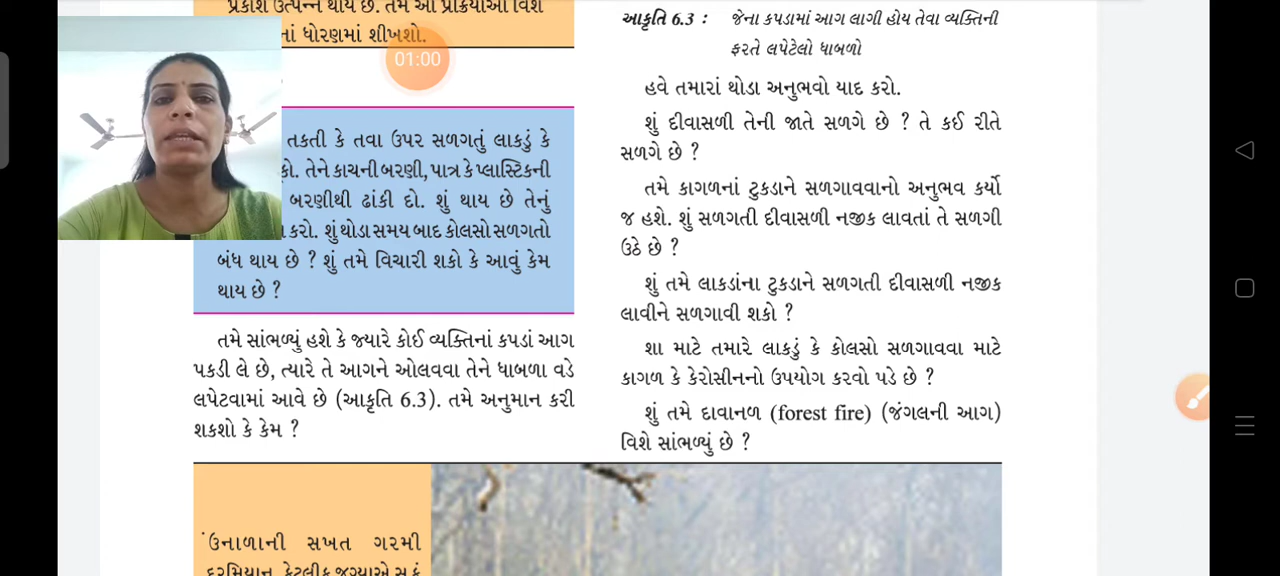 પ્રકાશ ઉત્પન્ન થાય છે. તમે આ પ્રક્રિયાઓ વિશે
નાં ધોરણમાં શીખશો.
01:00
તકતી કે તવા ઉપર સળગતું લાકડું કે
તેને કાચની બરણી, પાત્ર કે પ્લાસ્ટિકની
બરણીથી ઢાંકી દો. શું થાય છે તેનું
કરો. શું થોડા સમય બાદ કોલસો સળગતો
બંધ થાય છે ? શું તમે વિચારી શકો કે આવું કેમ
થાય છે ?
તમે સાંભળ્યું હશે કે જ્યારે કોઈ વ્યક્તિનાં કપડાં આગ
પકડી લે છે, ત્યારે તે આગને ઓલવવા તેને ધાબળા વડે
લપેટવામાં આવે છે (આકૃતિ 6.3). તમે અનુમાન કરી
શકશો કે કેમ ?
આકૃતિ 6.3 : જેના કપડામાં આગ લાગી હોય તેવા વ્યક્તિની
ફરતે લપેટેલો ધાબળો
હવે તમારાં થોડા અનુભવો યાદ કરો.
શું દીવાસળી તેની જાતે સળગે છે ? તે કઈ રીતે
સળગે છે ?
તમે કાગળનાં ટુકડાને સળગાવવાનો અનુભવ કર્યો
જ હશે. શું સળગતી દીવાસળી નજીક લાવતાં તે સળગી
ઉઠે છે ?
શું તમે લાકડાંના ટુકડાને સળગતી દીવાસળી નજીક
લાવીને સળગાવી શકો ?
શા માટે તમારે લાકડું કે કોલસો સળગાવવા માટે
કાગળ કે કેરોસીનનો ઉપયોગ કરવો પડે છે ?
શું તમે દાવાનળ (forest fire) (જંગલની આગ)
વિશે સાંભળ્યું છે ?
ઉનાળાની સખત ગરમી
દરમિયાન, કેટલીક જગ્યાએ